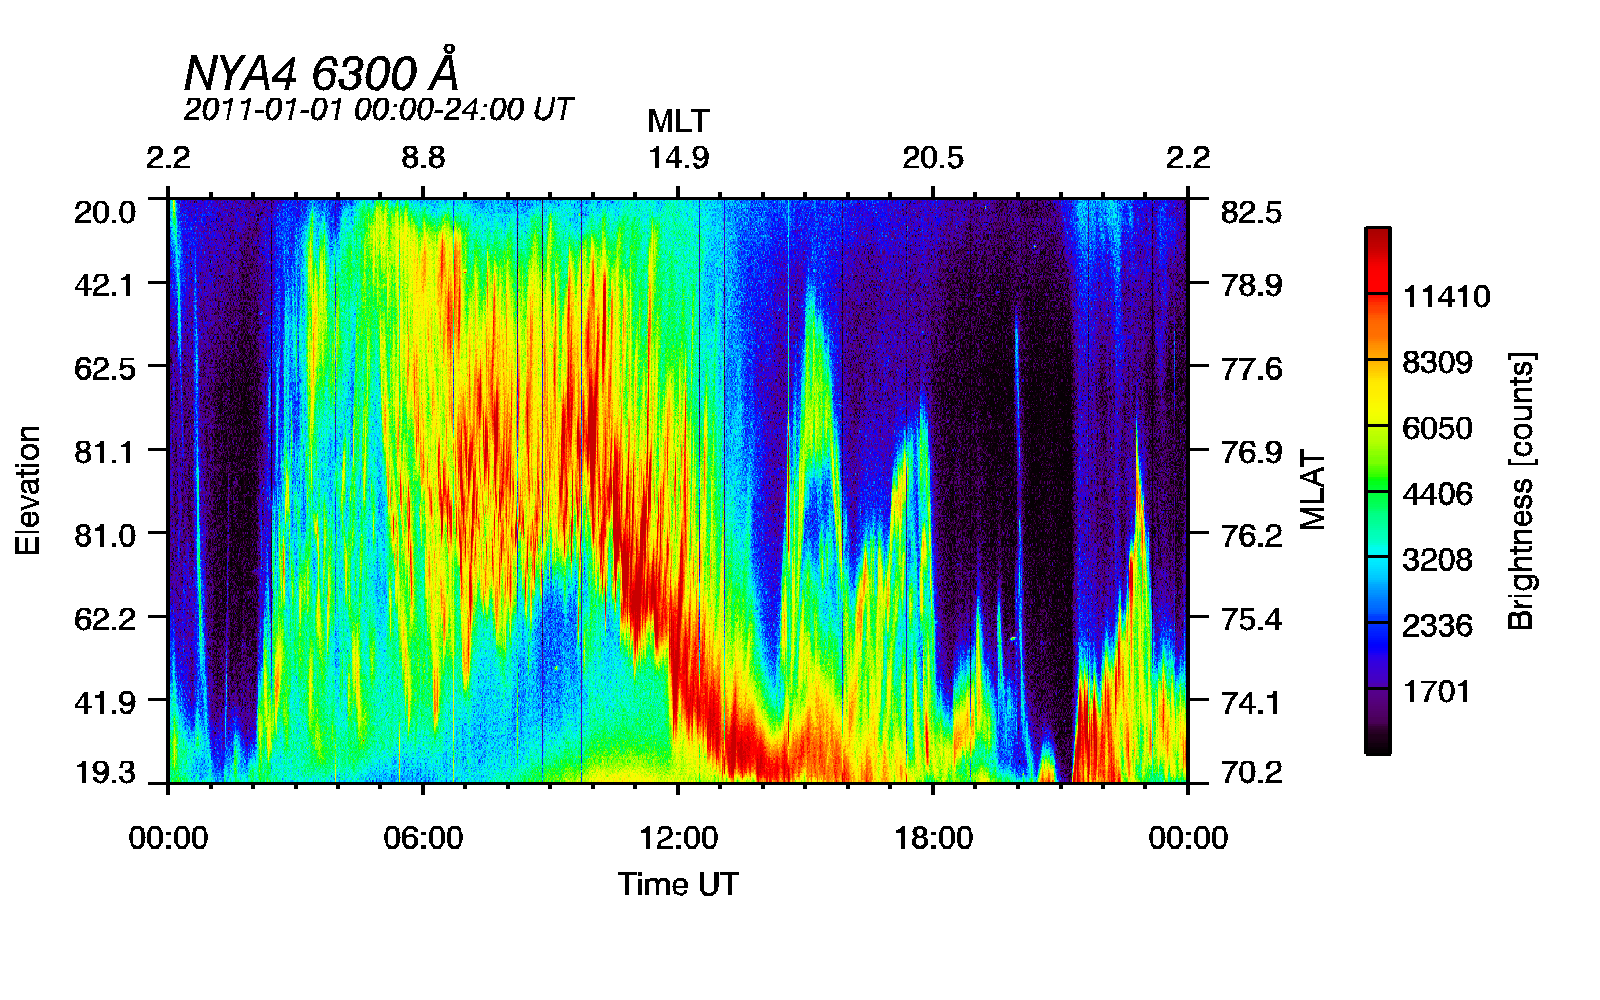 NYA4 6300 Å
2011-01-01 00:00-24:00 UT
MLT
2.2 8.8 14.9 20.5 2.2
20.0 82.5
42.1 78.9 11410
62.5 77.6 8309
81.1 76.9 6050
81.0 76.2 4406
62.2 75.4 3208
41.9 74.1 2336
19.3 70.2 1701
Elevation
MLAT
Brightness [counts]
00:00 06:00 12:00 18:00 00:00
Time UT